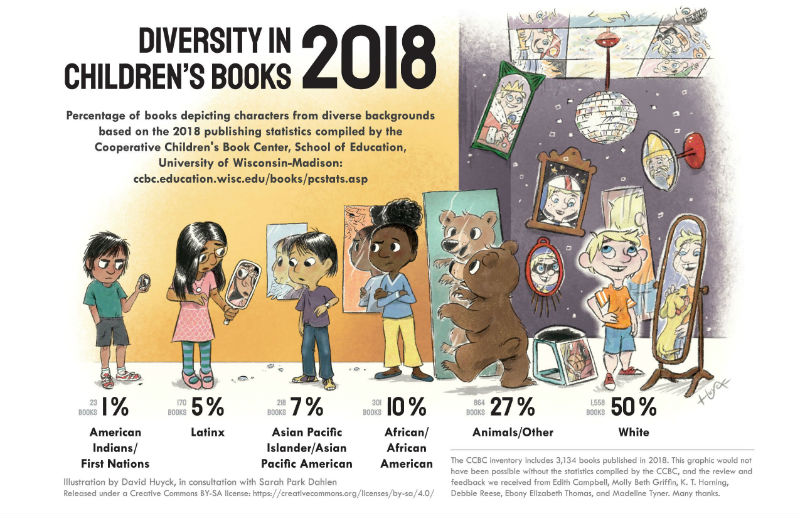 DIVERSITY IN
CHILDREN'S BOOKS 2018
Percentage of books depicting characters from diverse backgrounds
based on the 2018 publishing statistics compiled by the
Cooperative Children's Book Center, School of Education,
University of Wisconsin-Madison:
ccbc.education.wisc.edu/books/pcstats.asp
23 BOOKS 1%
American
Indians/
First Nations
170 BOOKS 5%
Latinx
218 BOOKS 7%
Asian Pacific
Islander/Asian
Pacific American
301 BOOKS 10%
African/
African
American
864 BOOKS 27%
Animals/Other
1,558 BOOKS 50%
White
Huyck
The CCBC inventory includes 3,134 books published in 2018. This graphic would not
have been possible without the statistics compiled by the CCBC, and the review and
feedback we received from Edith Campbell, Molly Beth Griffin, K. T. Horning,
Debbie Reese, Ebony Elizabeth Thomas, and Madeline Tyner. Many thanks.
Illustration by David Huyck, in consultation with Sarah Park Dahlen
Released under a Creative Commons BY-SA license: https://creativecommons.org/licenses/by-sa/4.0/